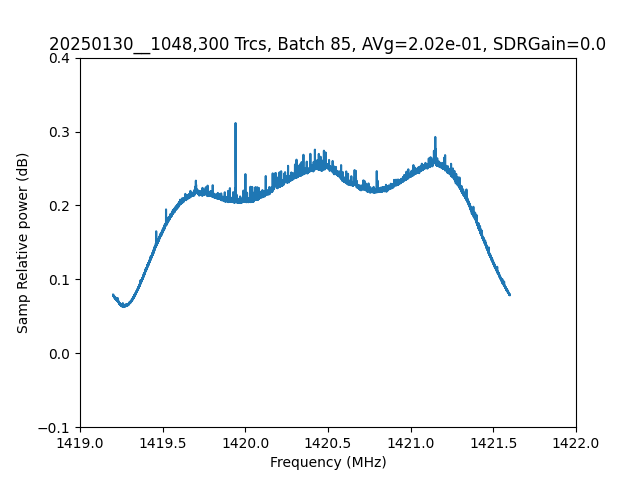 20250130__1048,300 Trcs, Batch 85, AVg=2.02e-01, SDRGain=0.0
0.4
0.3
0.2
0.1
0.0
−0.1
Samp Relative power (dB)
1419.0 1419.5 1420.0 1420.5 1421.0 1421.5 1422.0
Frequency (MHz)